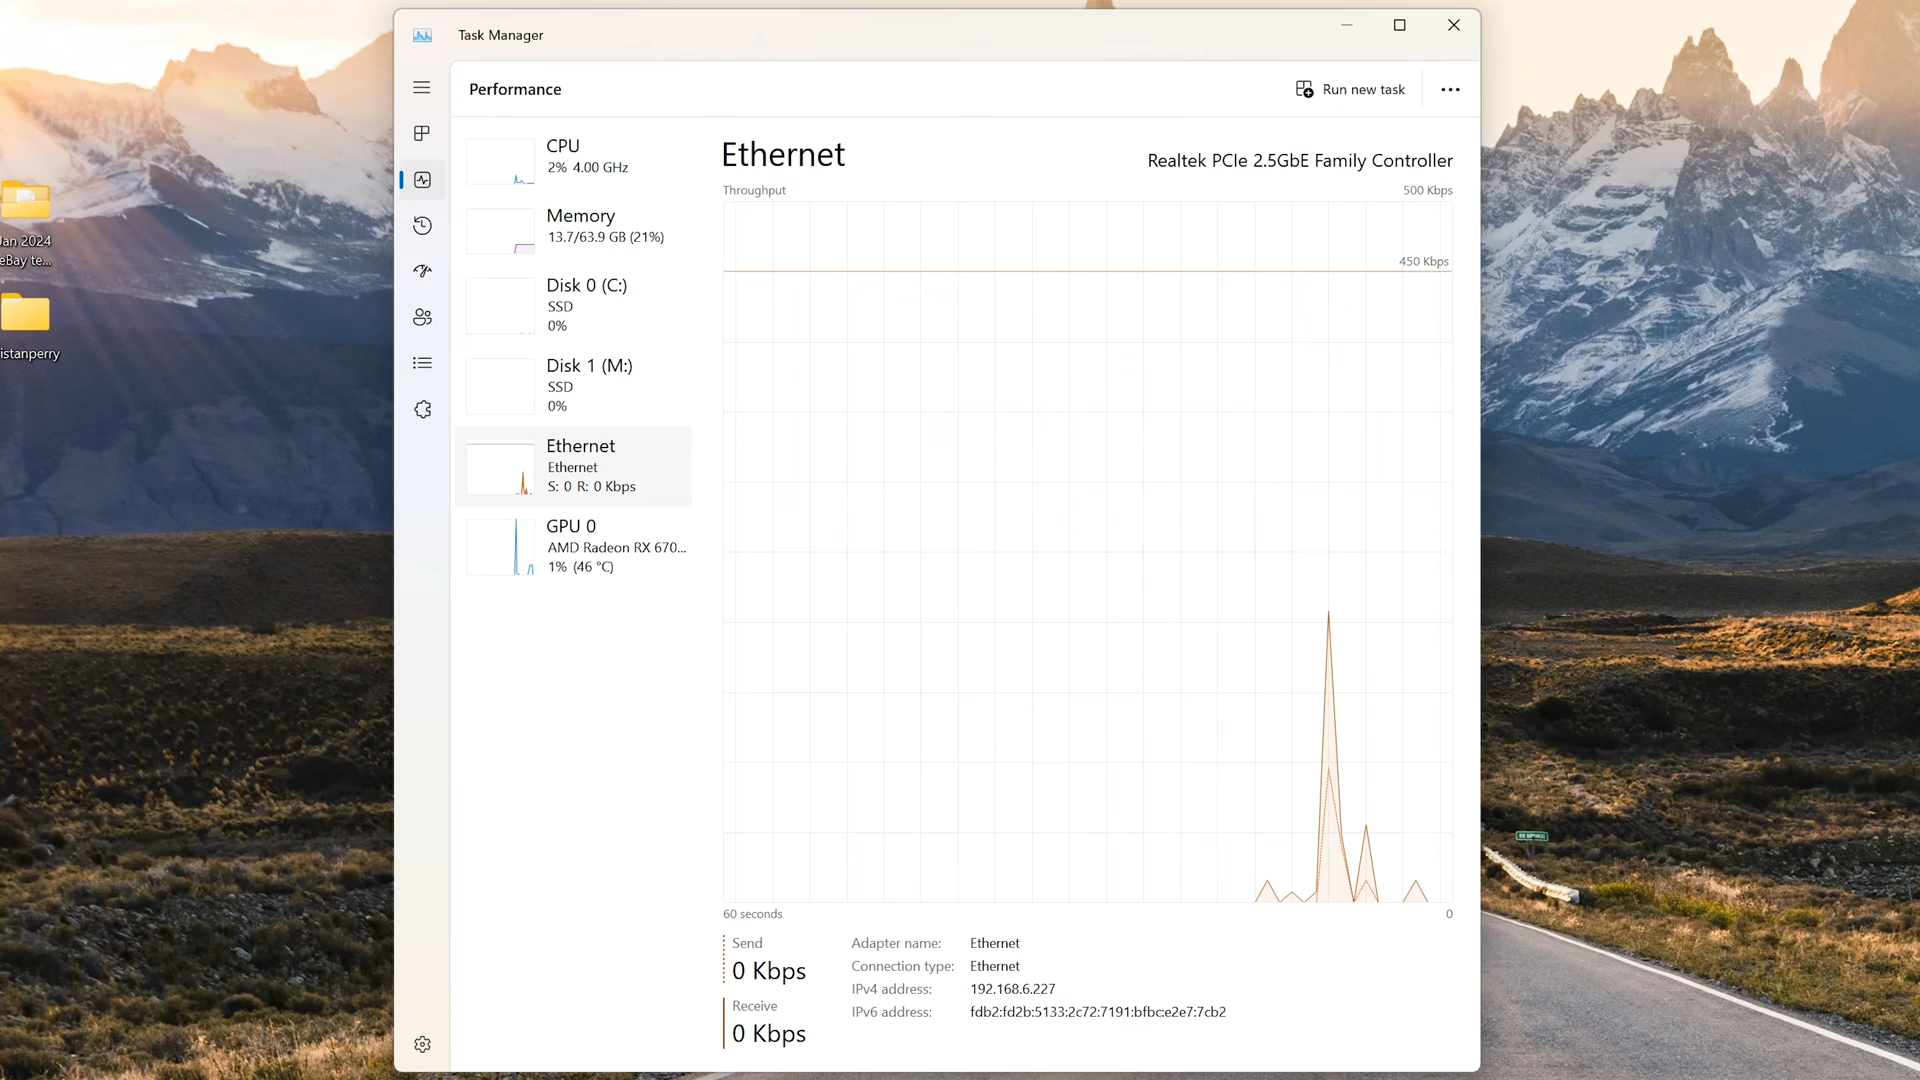 Task Manager
Performance
Run new task
Jan 2024
eBay te...
istanperry
CPU
2% 4.00 GHz
Memory
13.7/63.9 GB (21%)
Disk 0 (C:)
SSD
0%
Disk 1 (M:)
SSD
0%
Ethernet
Ethernet
S: 0 R: 0 Kbps
GPU 0
AMD Radeon RX 670...
1% (46 °C)
Ethernet
Realtek PCIe 2.5GbE Family Controller
Throughput
500 Kbps
450 Kbps
60 seconds
0
Send
0 Kbps
Receive
0 Kbps
Adapter name: Ethernet
Connection type: Ethernet
IPv4 address: 192.168.6.227
IPv6 address: fdb2:fd2b:5133:2c72:7191:bfbc:e2e7:7cb2